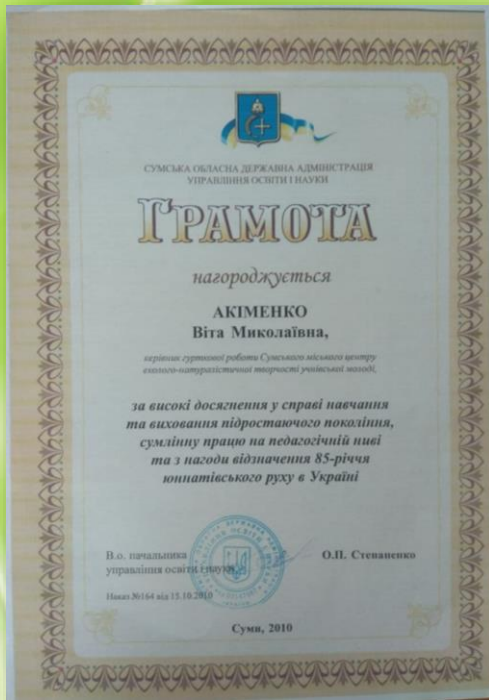 СУМСЬКА ОБЛАСНА ДЕРЖАВНА АДМІНІСТРАЦІЯ
УПРАВЛІННЯ ОСВІТИ І НАУКИ
ГРАМОТА
нагороджується
АКІМЕНКО
Віта Миколаївна,
керівник гурткової роботи Сумського міського центру
еколого-натуралістичної творчості учнівської молоді,
за високі досягнення у справі навчання
та виховання підростаючого покоління,
сумлінну працю на педагогічній ниві
та з нагоди відзначення 85-річчя
юннатівського руху в Україні
В.о. начальника
управління освіти і науки
О.П. Степаненко
Наказ №164 від 15.10.2010
Суми, 2010